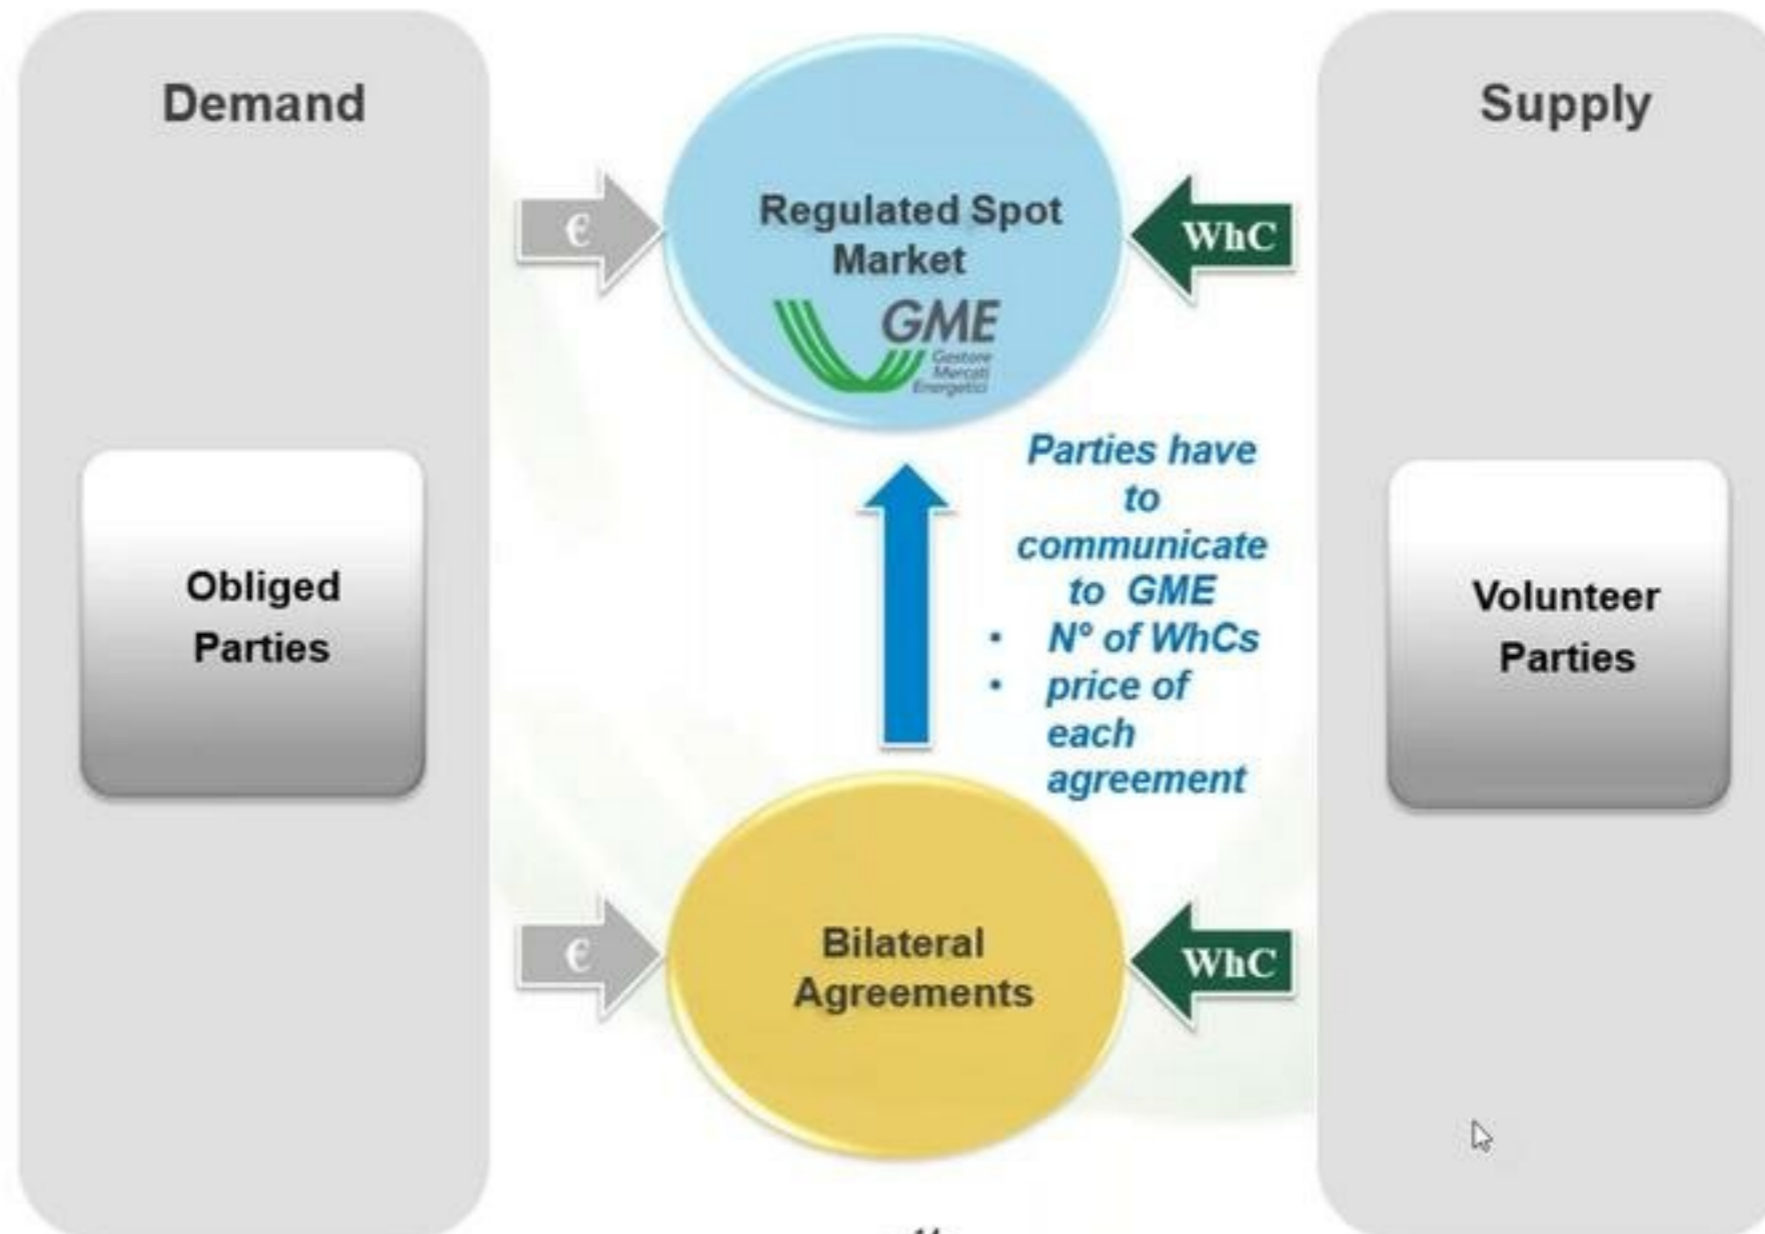 Demand
Supply
€
Regulated Spot
Market
GME
Gestore
Mercati
Energetici
WhC
Parties have
to
communicate
to GME
• N° of WhCs
• price of
each
agreement
Obliged
Parties
Volunteer
Parties
€
Bilateral
Agreements
WhC